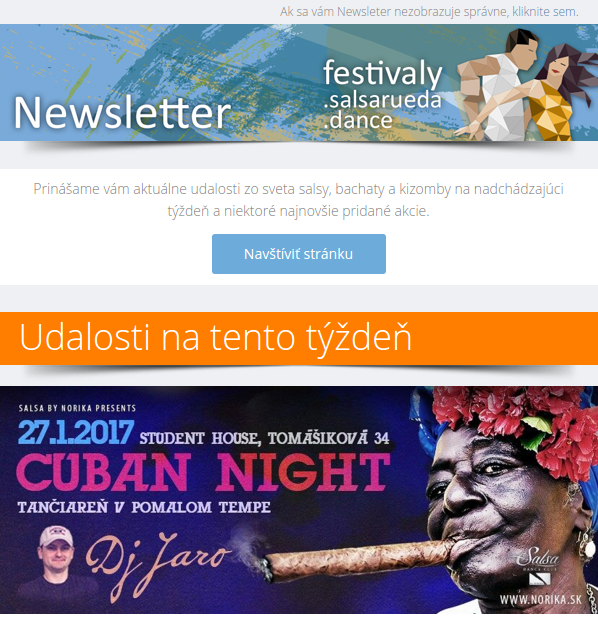 Ak sa vám Newsleter nezobrazuje správne, kliknite sem.
Newsletter
festivaly
.salsarueda
.dance
Prinášame vám aktuálne udalosti zo sveta salsy, bachaty a kizomby na nadchádzajúci
týždeň a niektoré najnovšie pridané akcie.
Navštíviť stránku
Udalosti na tento týždeň
SALSA BY NORIKA PRESENTS
27.1.2017 STUDENT HOUSE, TOMÁŠIKOVÁ 34
CUBAN NIGHT
TANČIAREŇ V POMALOM TEMPE
Dj Jaro
Salsa
WWW.NORIKA.SK